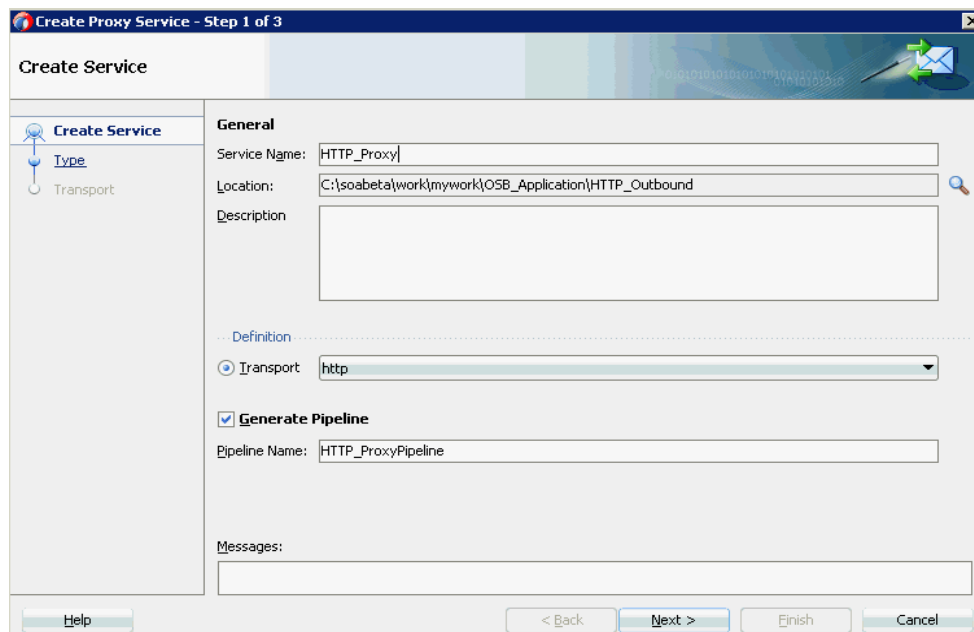 Create Proxy Service - Step 1 of 3
Create Service
Create Service
Type
Transport
General
Service Name: HTTP_Proxy
Location: C:\soabeta\work\mywork\OSB_Application\HTTP_Outbound
Description
Definition
Transport http
Generate Pipeline
Pipeline Name: HTTP_ProxyPipeline
Messages:
Help < Back Next > Finish Cancel